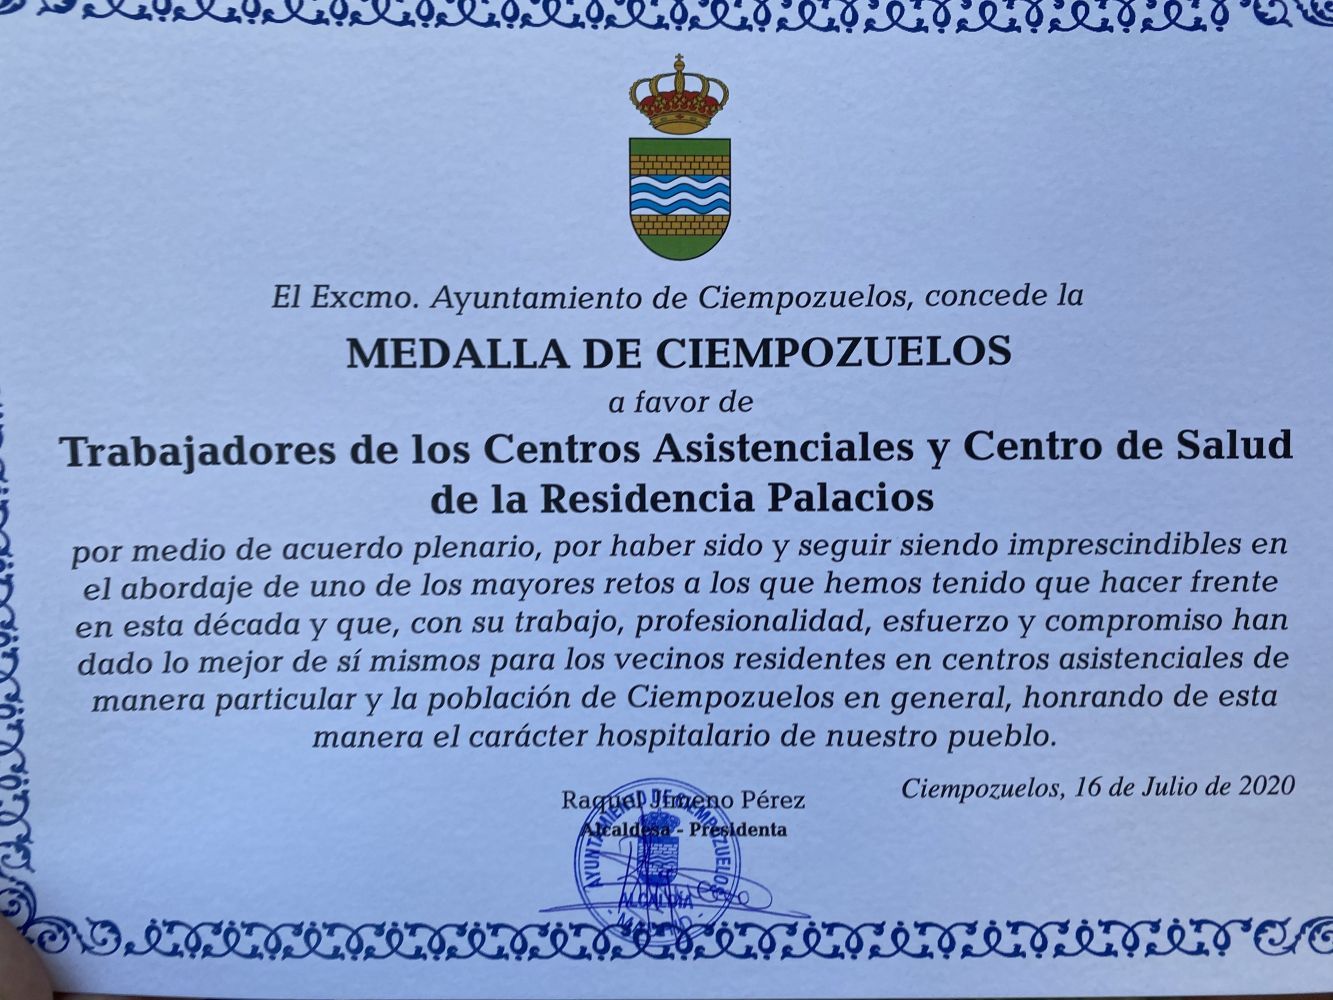 El Excmo. Ayuntamiento de Ciempozuelos, concede la
MEDALLA DE CIEMPOZUELOS
a favor de
Trabajadores de los Centros Asistenciales y Centro de Salud
de la Residencia Palacios
por medio de acuerdo plenario, por haber sido y seguir siendo imprescindibles en
el abordaje de uno de los mayores retos a los que hemos tenido que hacer frente
en esta década y que, con su trabajo, profesionalidad, esfuerzo y compromiso han
dado lo mejor de sí mismos para los vecinos residentes en centros asistenciales de
manera particular y la población de Ciempozuelos en general, honrando de esta
manera el carácter hospitalario de nuestro pueblo.
Ciempozuelos, 16 de Julio de 2020
Raquel Jimeno Pérez
Alcaldesa - Presidenta
AYUNTAMIENTO DE CIEMPOZUELOS
ALCALDIA
- MADRID -